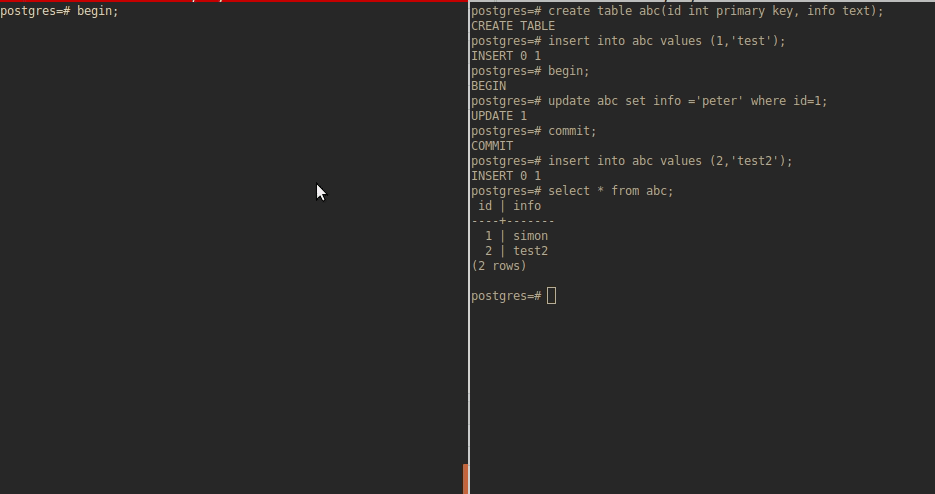 postgres=# begin;
postgres=# create table abc(id int primary key, info text);
CREATE TABLE
postgres=# insert into abc values (1,'test');
INSERT 0 1
postgres=# begin;
BEGIN
postgres=# update abc set info ='peter' where id=1;
UPDATE 1
postgres=# commit;
COMMIT
postgres=# insert into abc values (2,'test2');
INSERT 0 1
postgres=# select * from abc;
 id | info
----+-------
  1 | simon
  2 | test2
(2 rows)
postgres=#